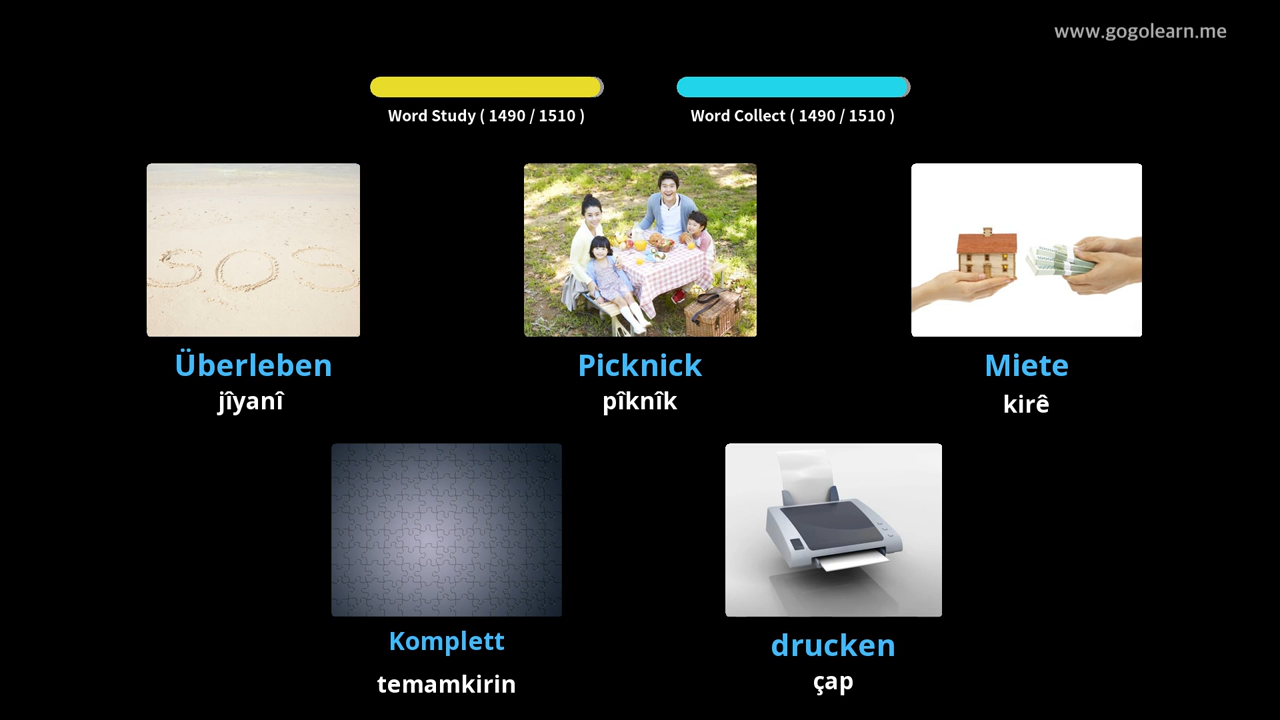 www.gogolearn.me
Word Study ( 1490 / 1510 )
Word Collect ( 1490 / 1510 )
SOS
Überleben
jîyanî
Picknick
pîknîk
Miete
kirê
Komplett
temamkirin
drucken
çap